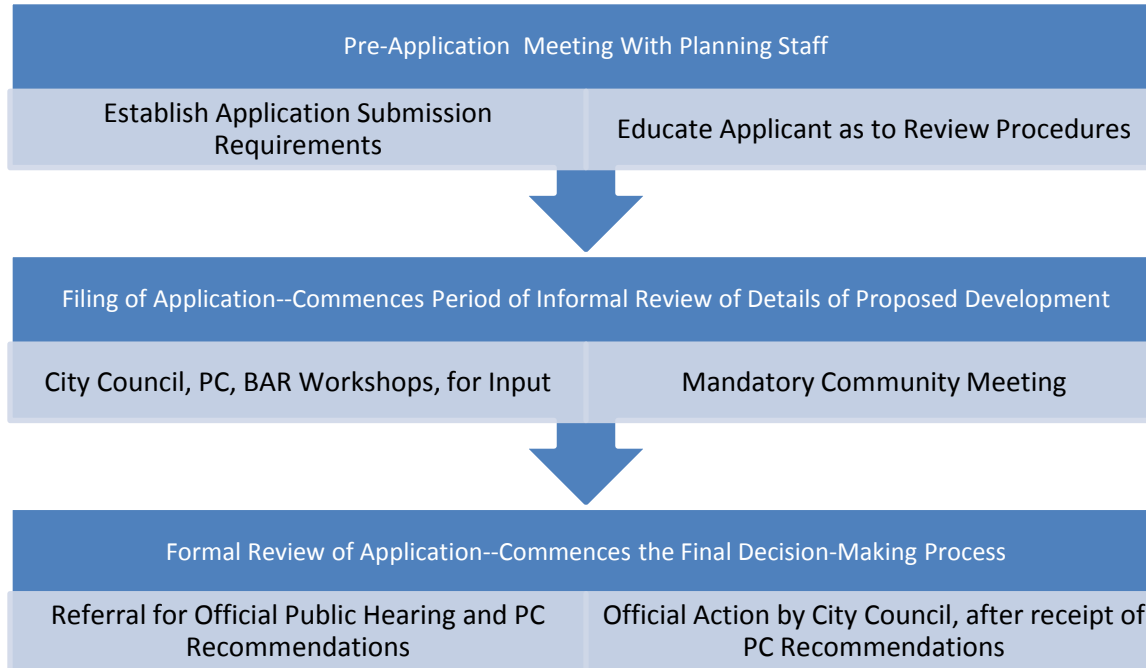 Pre-Application Meeting With Planning Staff
Establish Application Submission
Requirements
Educate Applicant as to Review Procedures
Filing of Application--Commences Period of Informal Review of Details of Proposed Development
City Council, PC, BAR Workshops, for Input
Mandatory Community Meeting
Formal Review of Application--Commences the Final Decision-Making Process
Referral for Official Public Hearing and PC
Recommendations
Official Action by City Council, after receipt of
PC Recommendations